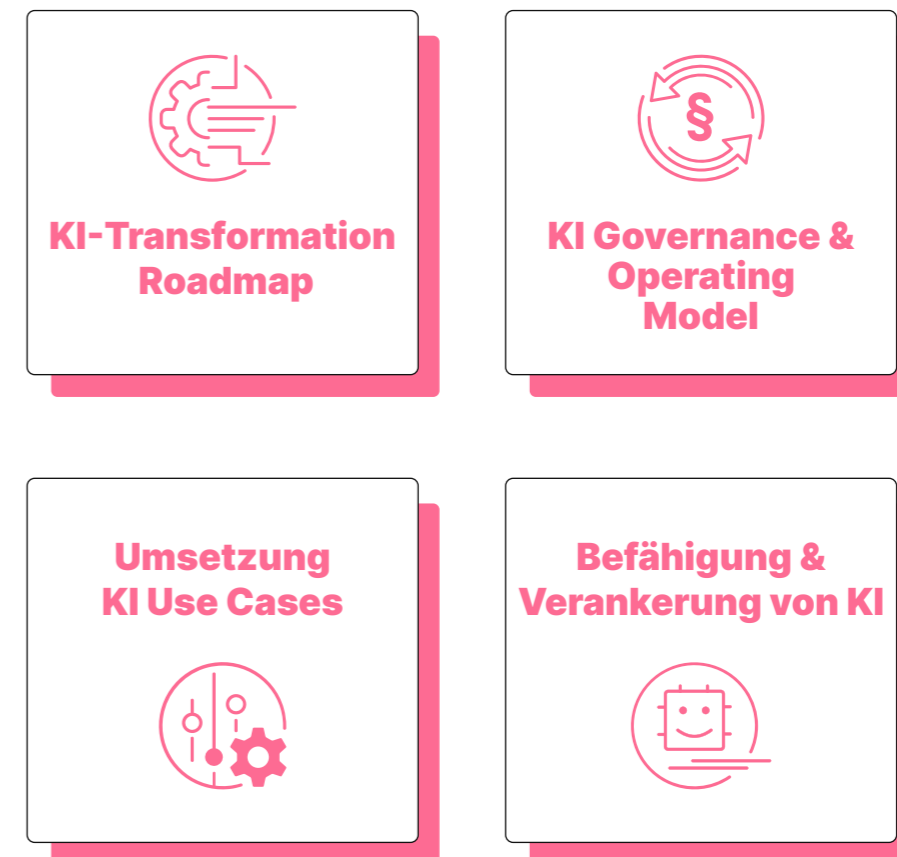 §
KI-Transformation
Roadmap
KI Governance &
Operating
Model
Umsetzung
KI Use Cases
Befähigung &
Verankerung von KI